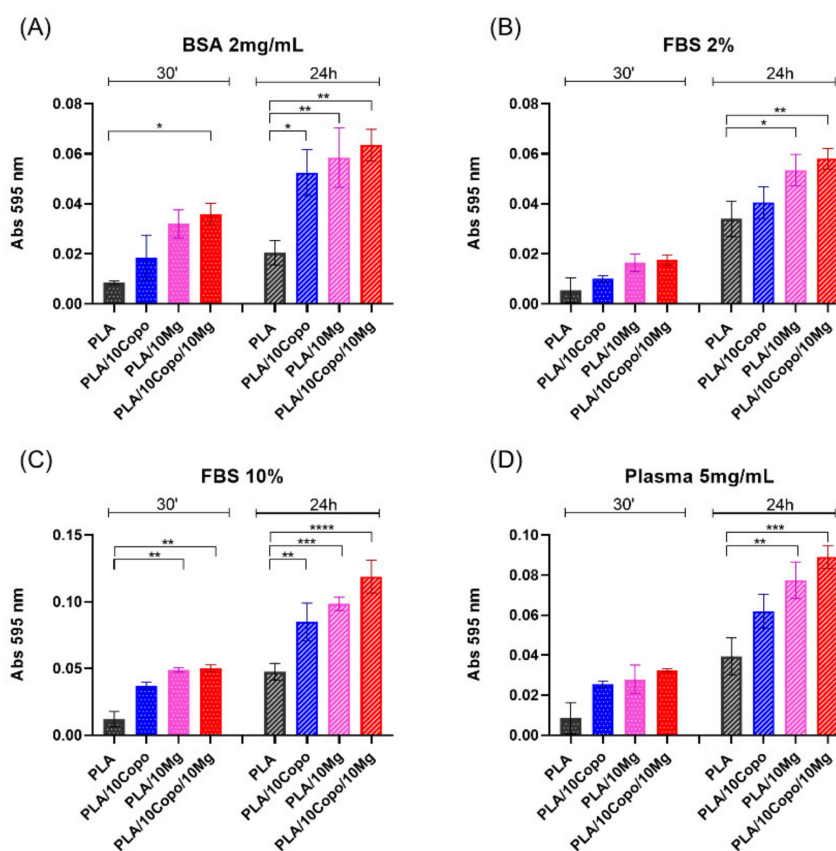 (A)
BSA 2mg/mL
30'
24h
Abs 595 nm
0.08
0.06
0.04
0.02
0.00
*
*
**
**
PLA
PLA/10Copo
PLA/10Mg
PLA/10Copo/10Mg
PLA
PLA/10Copo
PLA/10Mg
PLA/10Copo/10Mg
(B)
FBS 2%
30'
24h
Abs 595 nm
0.08
0.06
0.04
0.02
0.00
**
*
PLA
PLA/10Copo
PLA/10Mg
PLA/10Copo/10Mg
PLA
PLA/10Copo
PLA/10Mg
PLA/10Copo/10Mg
(C)
FBS 10%
30'
24h
Abs 595 nm
0.15
0.10
0.05
0.00
**
**
****
***
**
PLA
PLA/10Copo
PLA/10Mg
PLA/10Copo/10Mg
PLA
PLA/10Copo
PLA/10Mg
PLA/10Copo/10Mg
(D)
Plasma 5mg/mL
30'
24h
Abs 595 nm
0.10
0.08
0.06
0.04
0.02
0.00
***
**
PLA
PLA/10Copo
PLA/10Mg
PLA/10Copo/10Mg
PLA
PLA/10Copo
PLA/10Mg
PLA/10Copo/10Mg